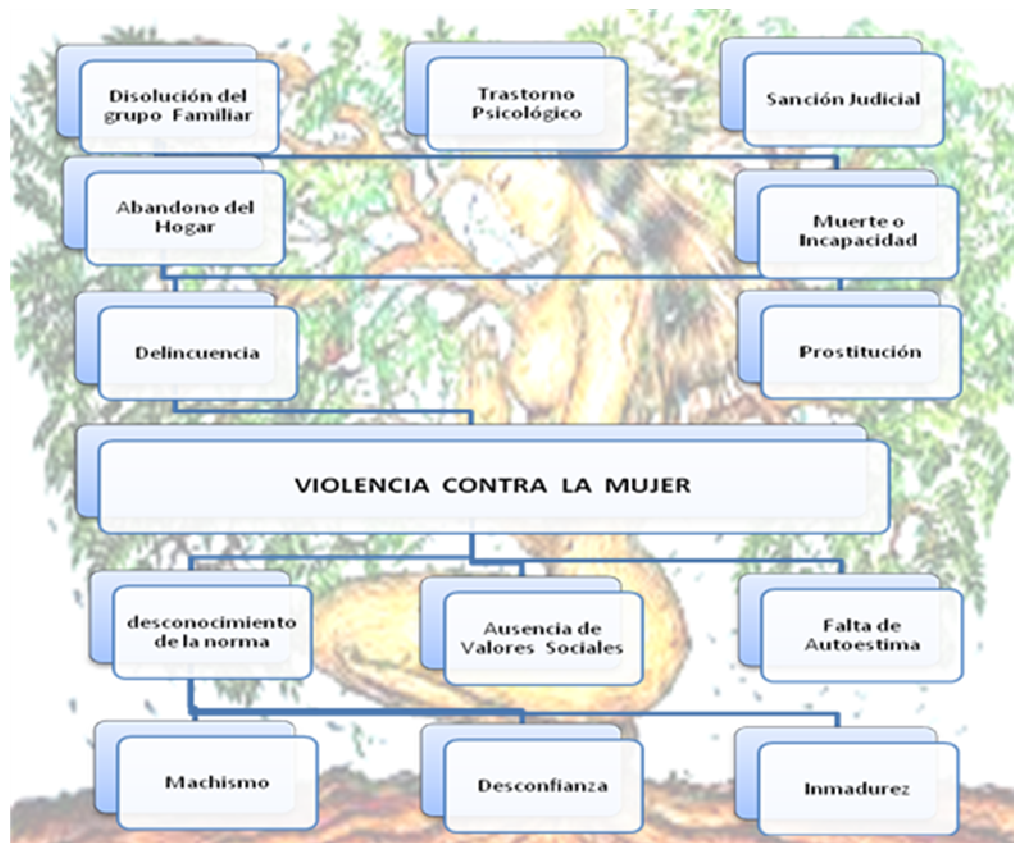 Disolución del
grupo Familiar
Trastorno
Psicológico
Sanción Judicial
Abandono del
Hogar
Muerte o
Incapacidad
Delincuencia
Prostitución
VIOLENCIA CONTRA LA MUJER
desconocimiento
de la norma
Ausencia de
Valores Sociales
Falta de
Autoestima
Machismo
Desconfianza
Inmadurez